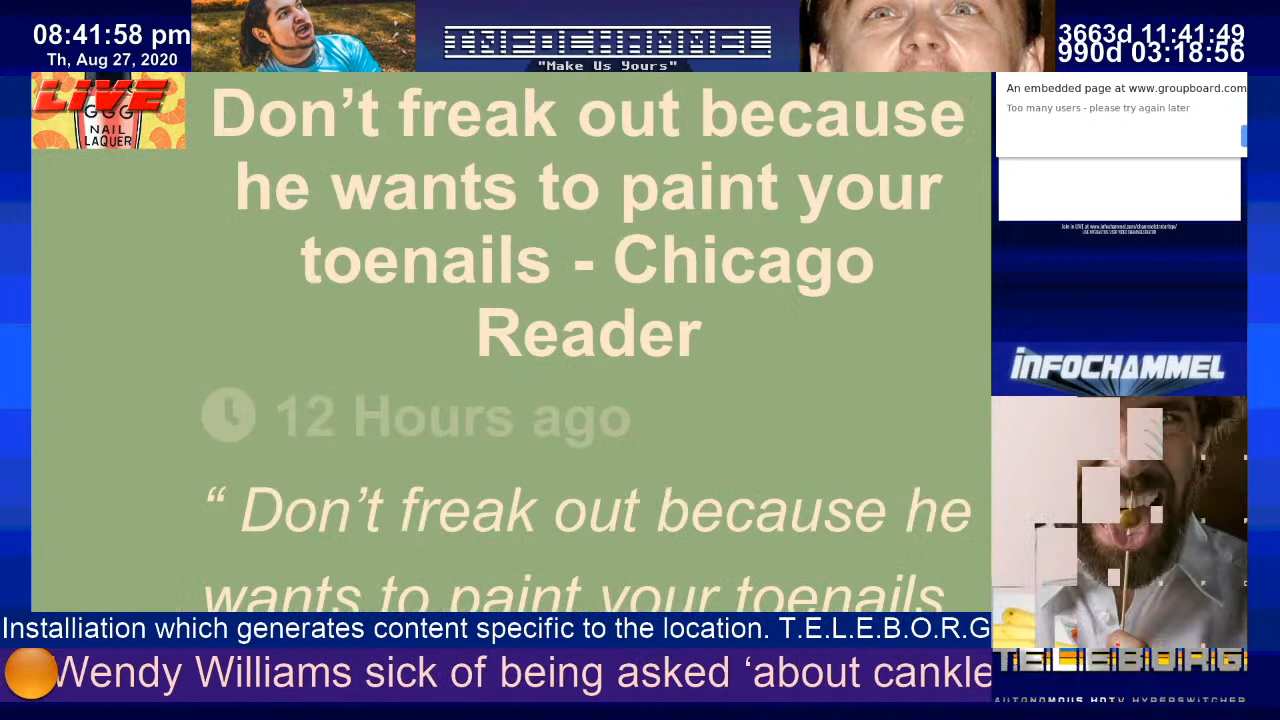 08:41:58 pm
Th, Aug 27, 2020
INFOCHAMMEL
"Make Us Yours"
3663d 11:41:49
990d 03:18:56
LIVE
GGG
NAIL
LAQUER
An embedded page at www.groupboard.com
Too many users - please try again later
Don’t freak out because
he wants to paint your
toenails - Chicago
Reader
12 Hours ago
“ Don’t freak out because he
wants to paint your toenails
INFOCHAMMEL
Installiation which generates content specific to the location. T.E.L.E.B.O.R.G
Wendy Williams sick of being asked ‘about cankle
TELEBORG
AUTONOMOUS HDTV HYPERSWITCHER